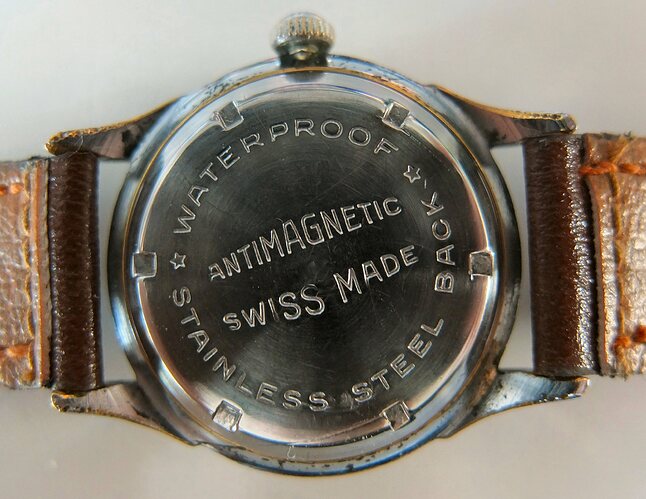 WATERPROOF
ANTIMAGNETIC
SWISS MADE
STAINLESS STEEL BACK